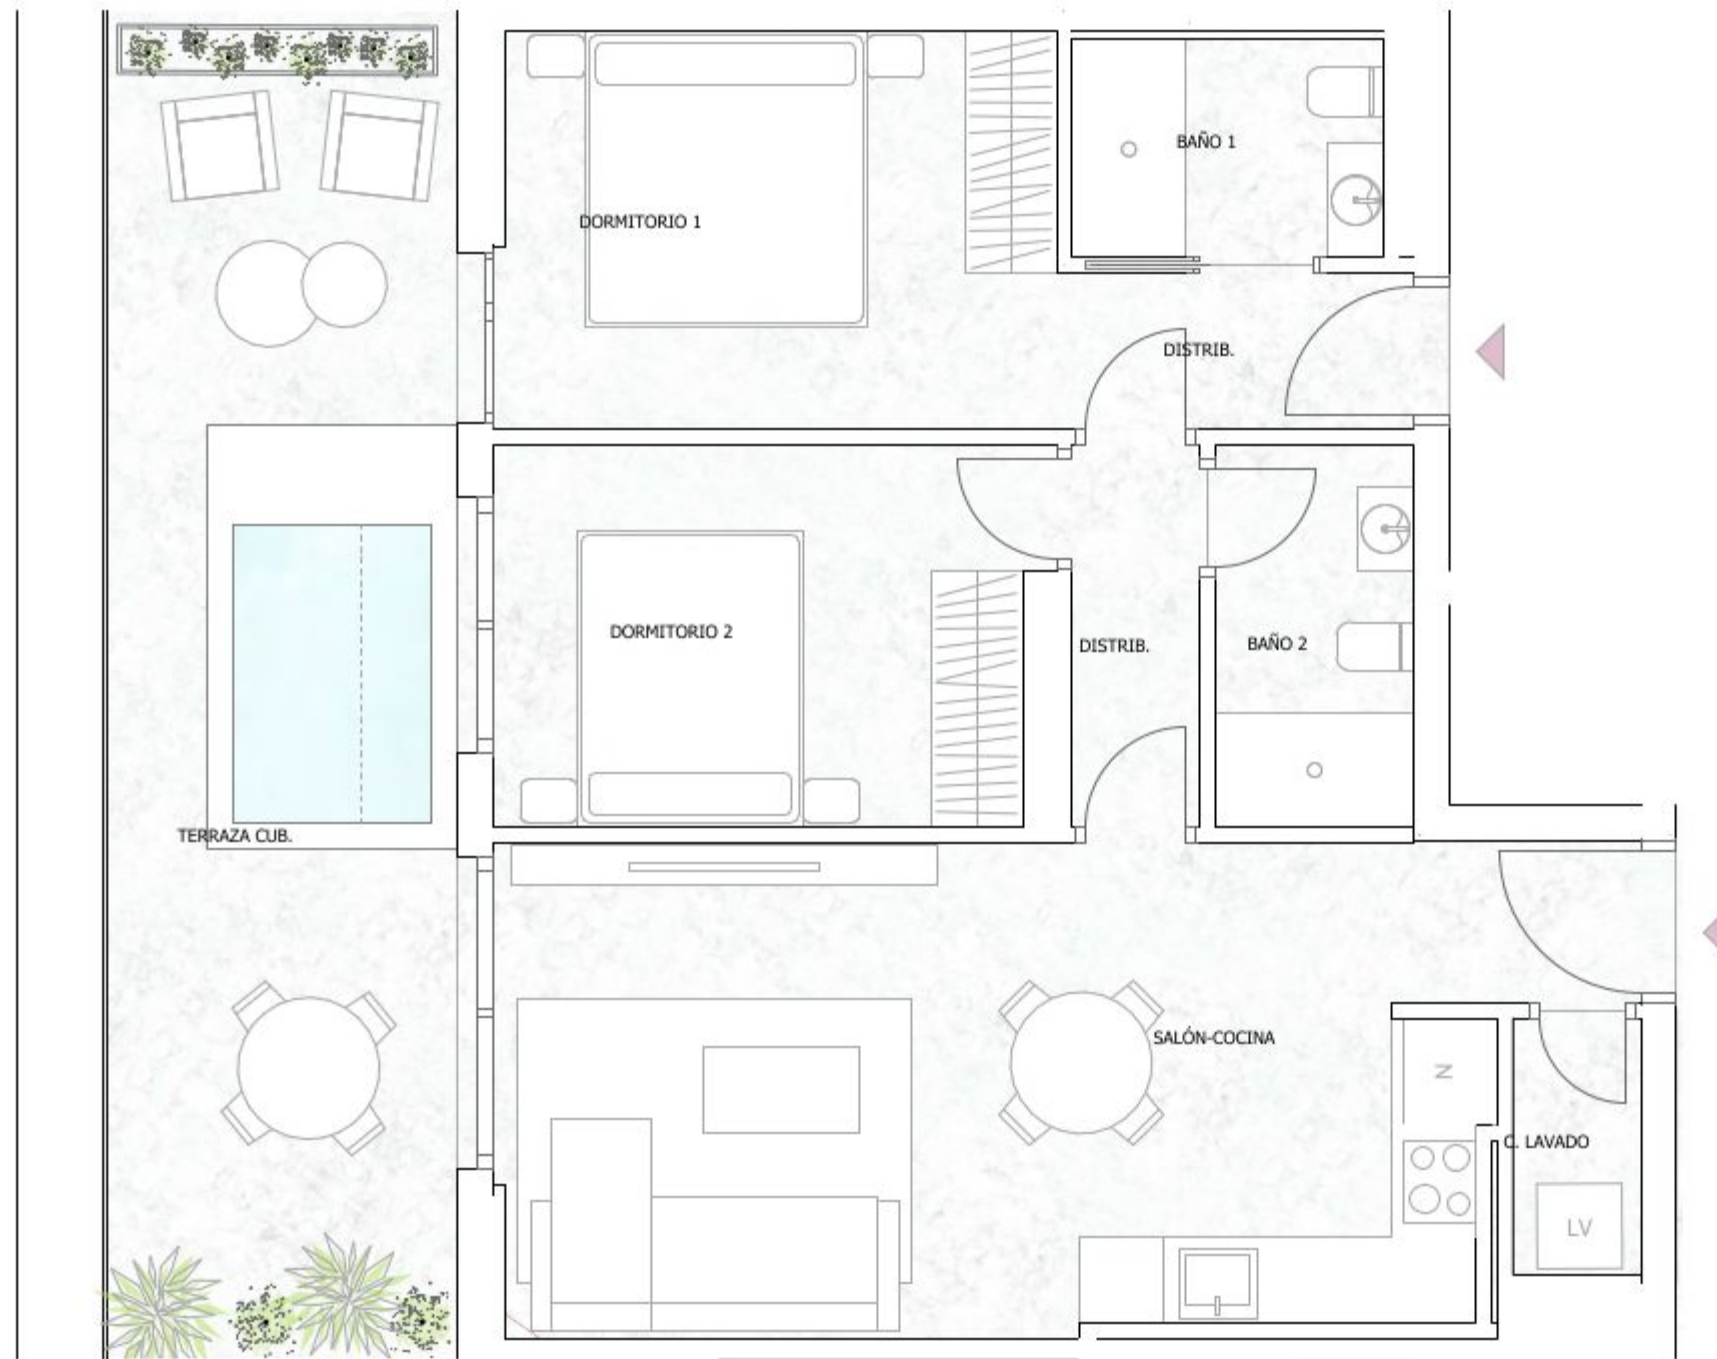 BAÑO 1
DORMITORIO 1
DISTRIB.
DORMITORIO 2
DISTRIB.
BAÑO 2
TERRAZA CUB.
SALÓN-COCINA
N
C. LAVADO
LV